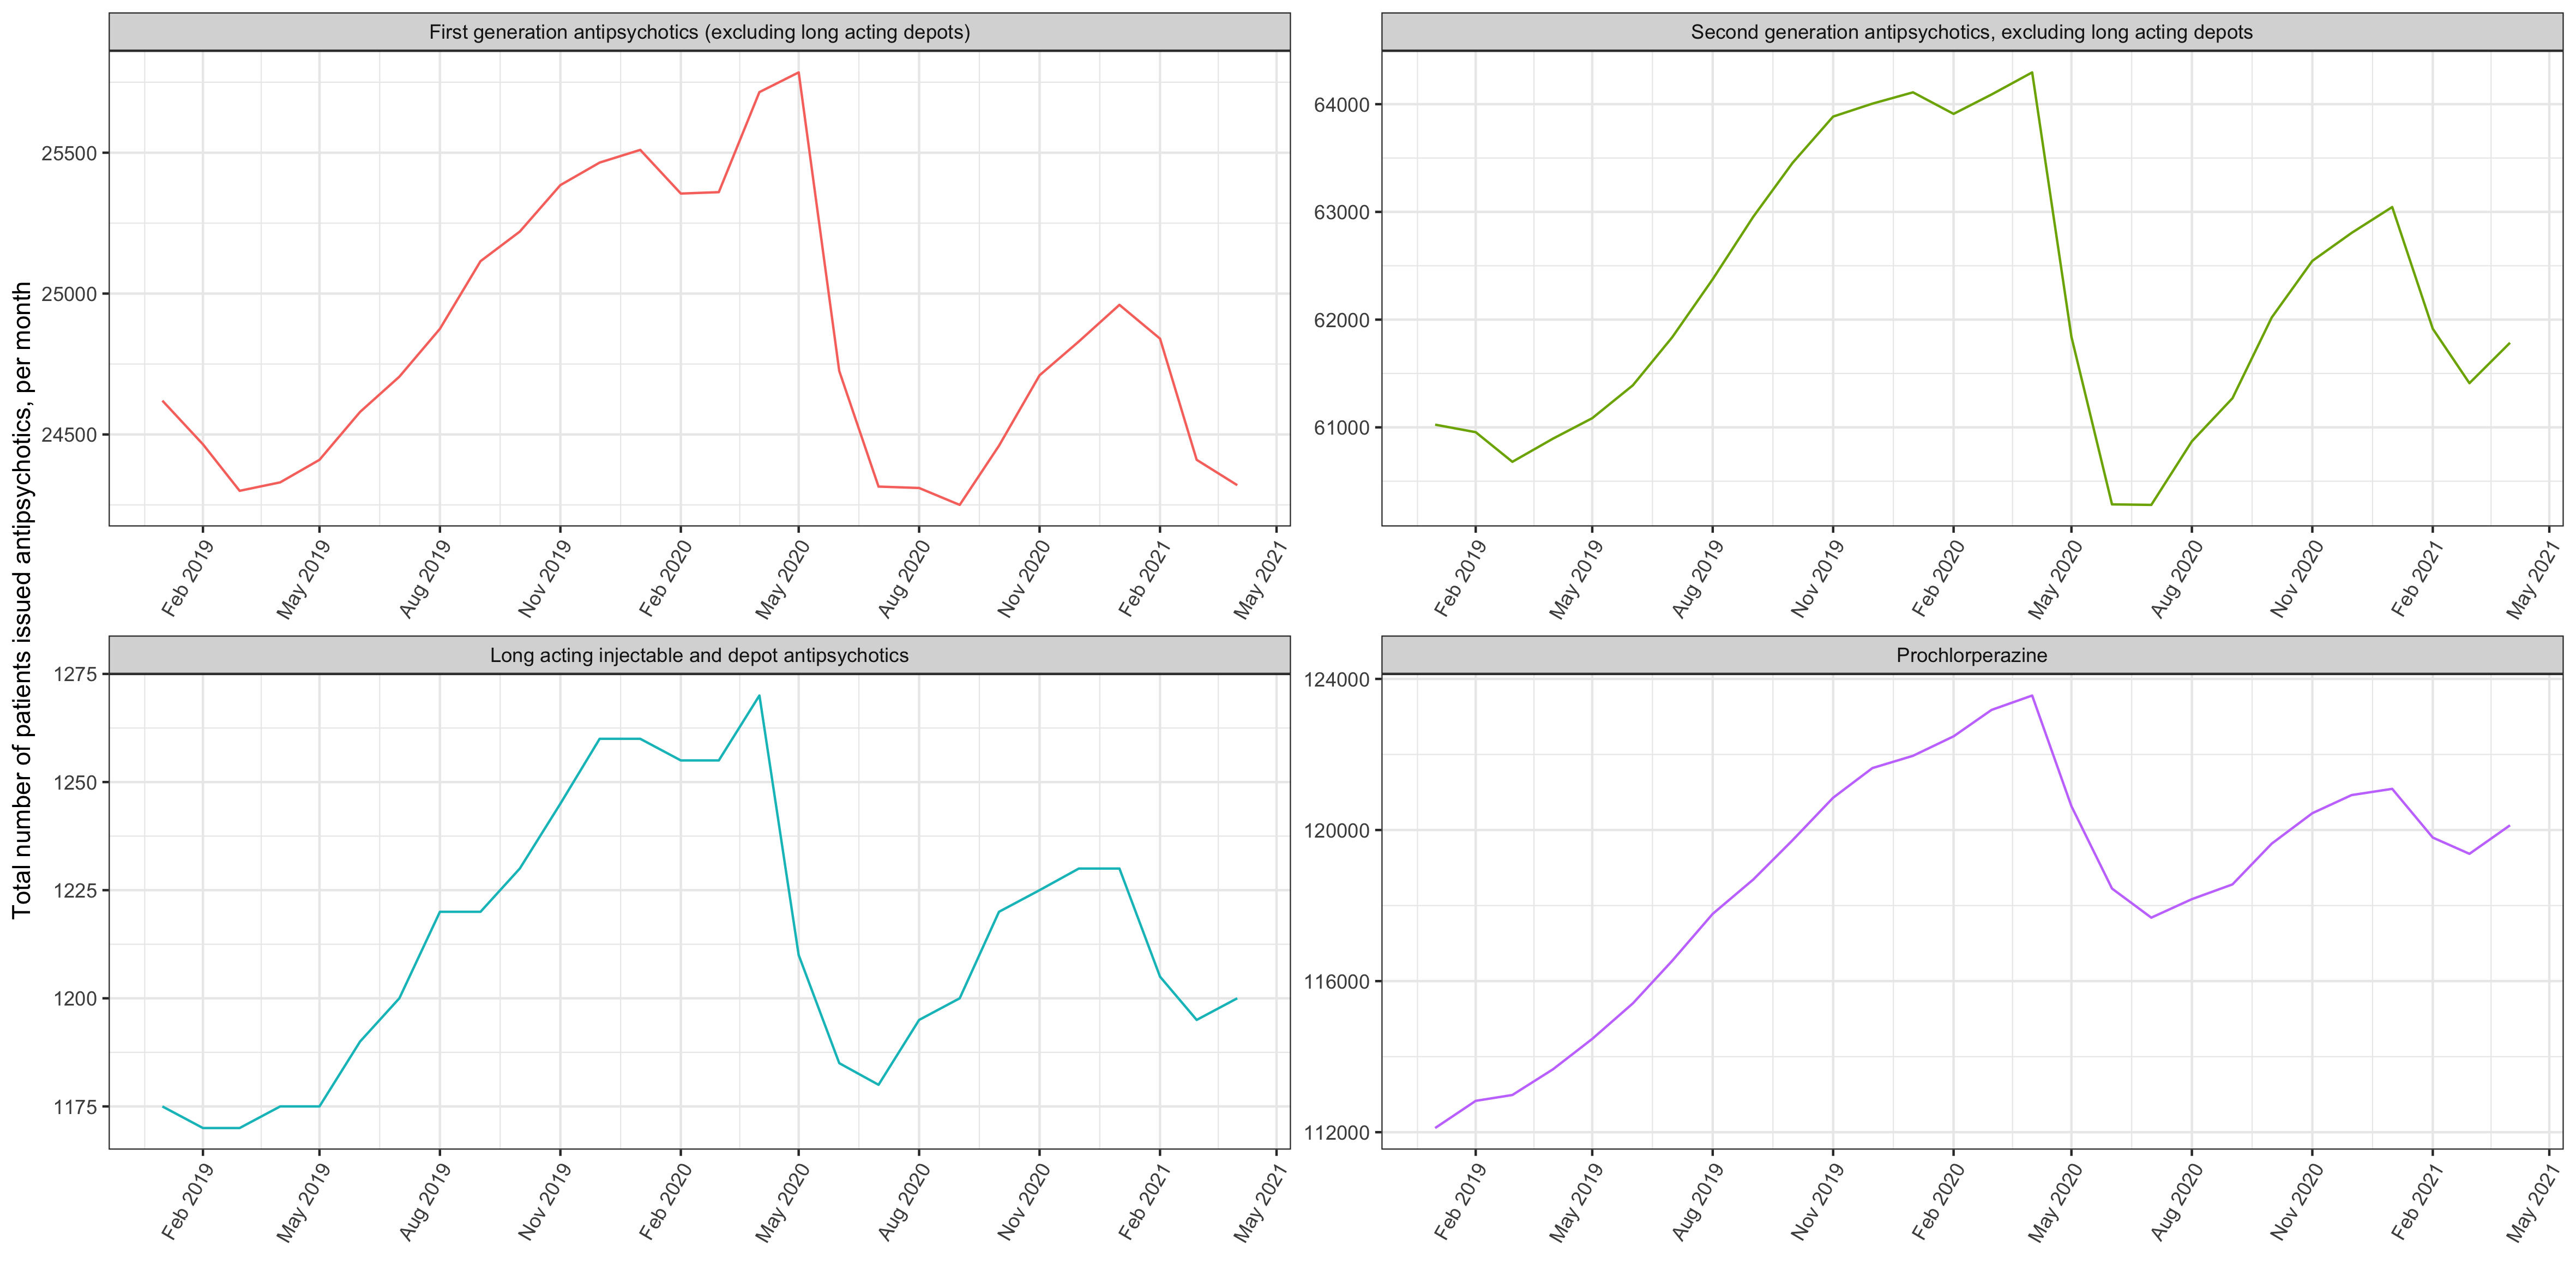 Total number of patients issued antipsychotics, per month
First generation antipsychotics (excluding long acting depots)
25500
25000
24500
Feb 2019
May 2019
Aug 2019
Nov 2019
Feb 2020
May 2020
Aug 2020
Nov 2020
Feb 2021
May 2021
Second generation antipsychotics, excluding long acting depots
64000
63000
62000
61000
Feb 2019
May 2019
Aug 2019
Nov 2019
Feb 2020
May 2020
Aug 2020
Nov 2020
Feb 2021
May 2021
Long acting injectable and depot antipsychotics
1275
1250
1225
1200
1175
Feb 2019
May 2019
Aug 2019
Nov 2019
Feb 2020
May 2020
Aug 2020
Nov 2020
Feb 2021
May 2021
Prochlorperazine
124000
120000
116000
112000
Feb 2019
May 2019
Aug 2019
Nov 2019
Feb 2020
May 2020
Aug 2020
Nov 2020
Feb 2021
May 2021